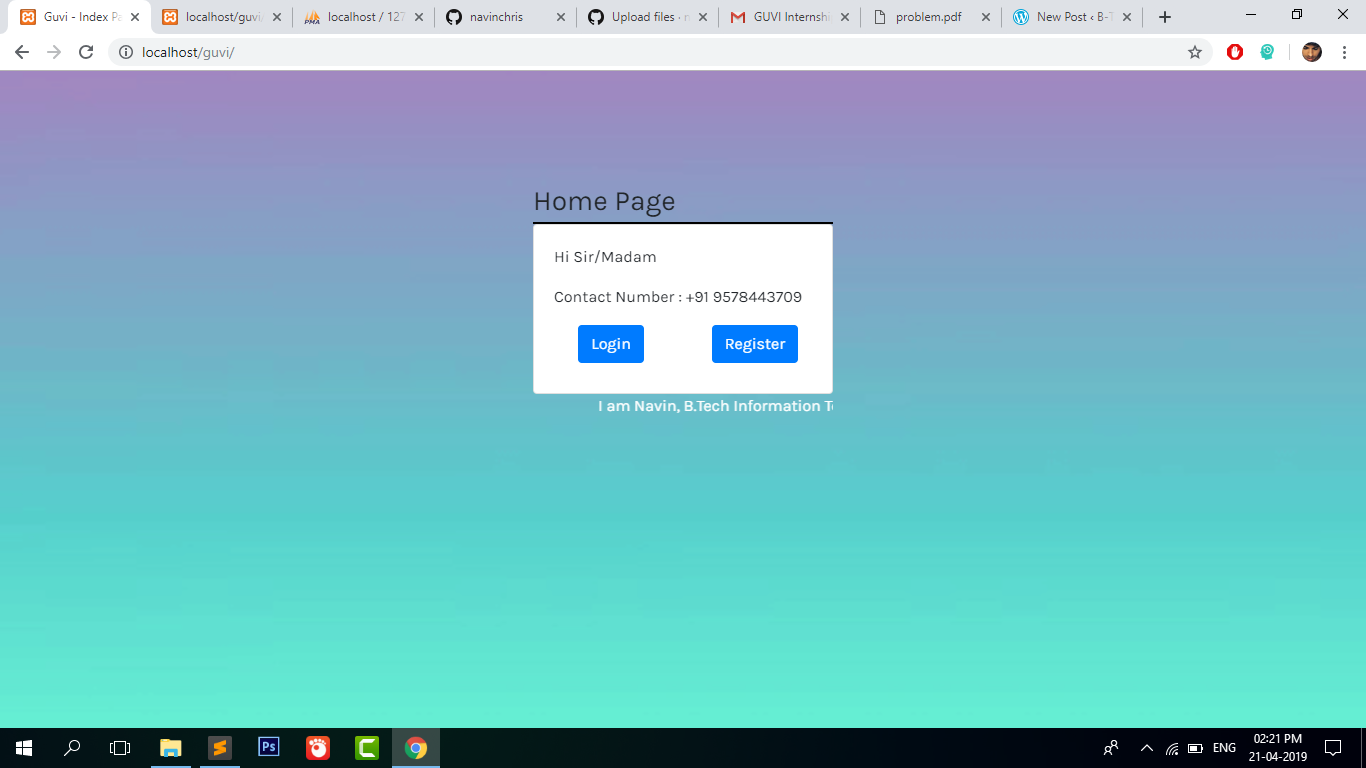 Guvi - Index Pa
localhost/guvi/
localhost / 127
navinchris
Upload files · n
GUVI Internshi
problem.pdf
New Post ‹ B-T
localhost/guvi/
Home Page
Hi Sir/Madam
Contact Number : +91 9578443709
Login
Register
I am Navin, B.Tech Information Te
Ps
ENG
02:21 PM
21-04-2019